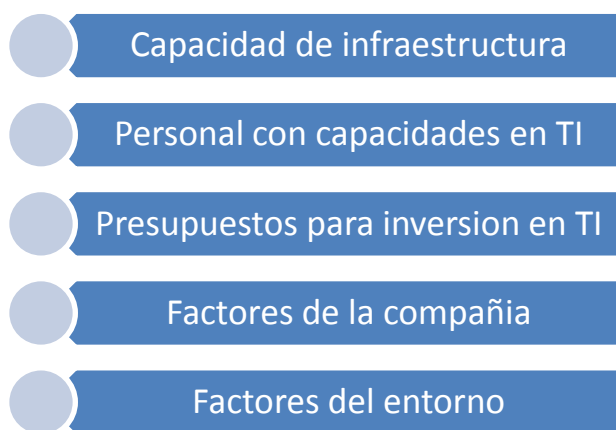 Capacidad de infraestructura
Personal con capacidades en TI
Presupuestos para inversion en TI
Factores de la compañia
Factores del entorno